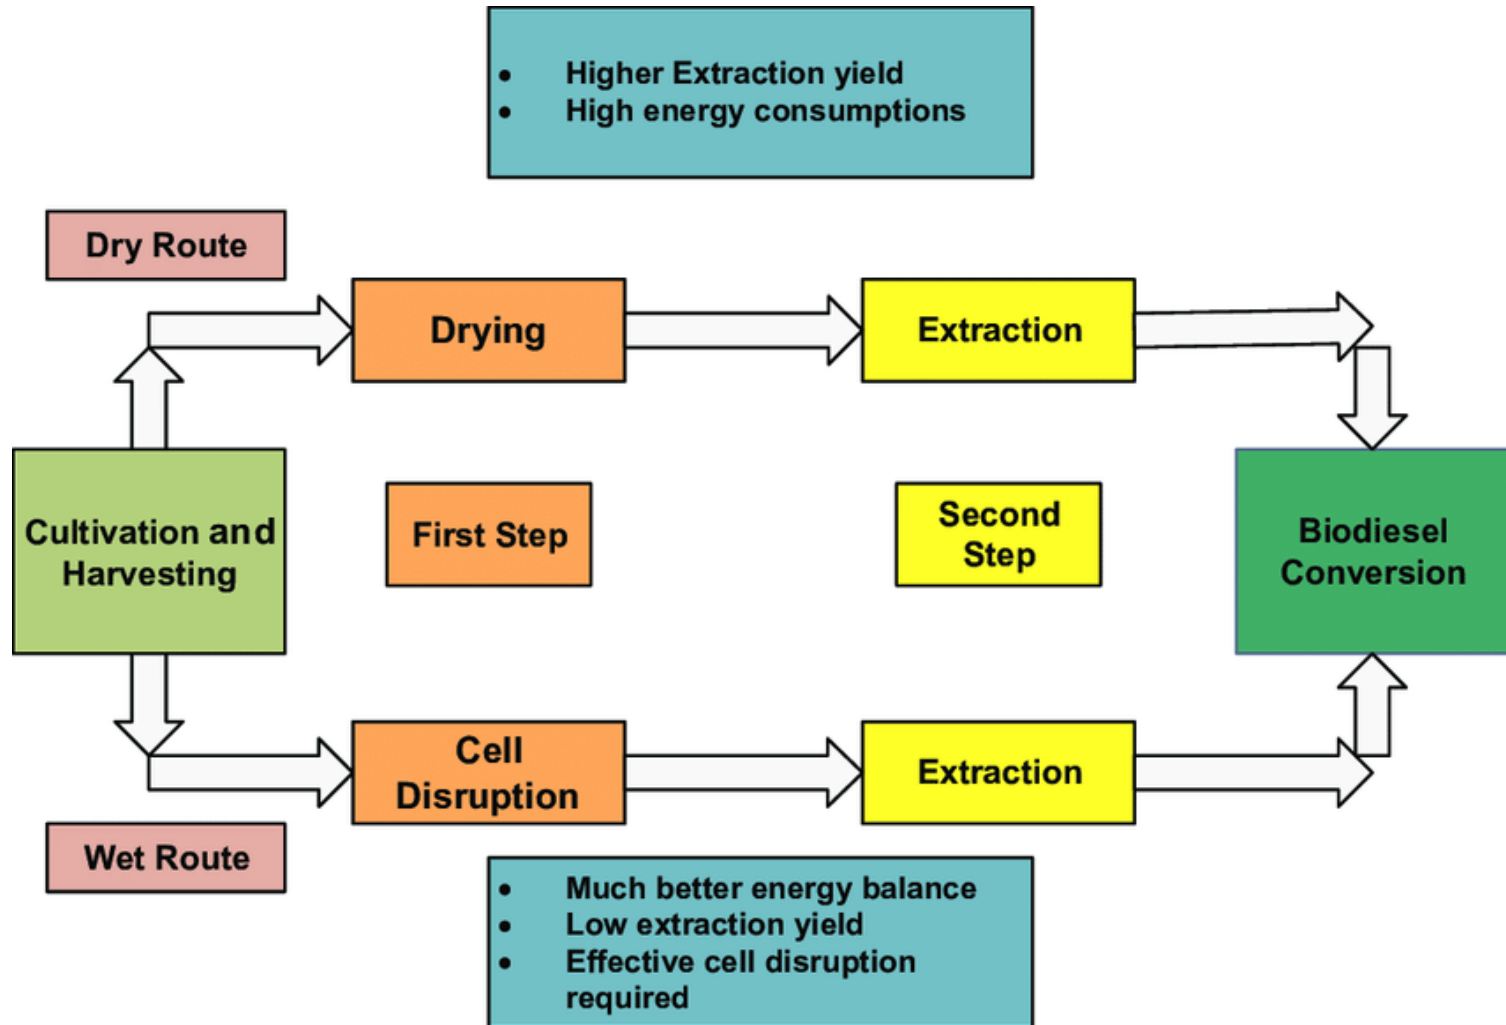 Higher Extraction yield
High energy consumptions
Dry Route
Drying
Extraction
Cultivation and
Harvesting
First Step
Second
Step
Biodiesel
Conversion
Cell
Disruption
Extraction
Wet Route
Much better energy balance
Low extraction yield
Effective cell disruption
required